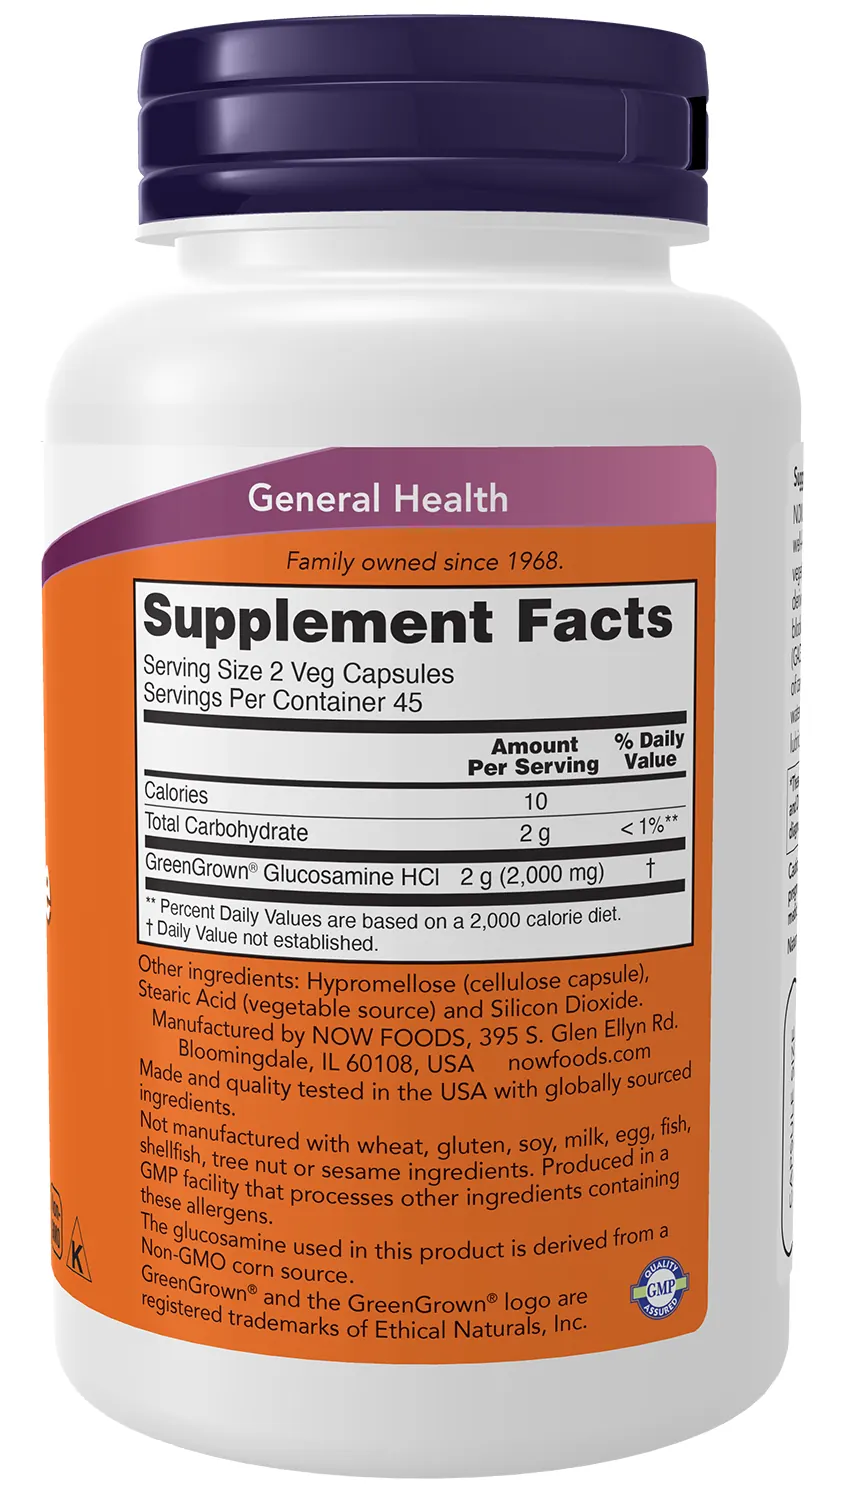 General Health
Family owned since 1968.
Supplement Facts
Serving Size 2 Veg Capsules
Servings Per Container 45
Amount Per Serving % Daily Value
Calories 10
Total Carbohydrate 2 g < 1%**
GreenGrown® Glucosamine HCl 2 g (2,000 mg) †
** Percent Daily Values are based on a 2,000 calorie diet.
† Daily Value not established.
Other ingredients: Hypromellose (cellulose capsule),
Stearic Acid (vegetable source) and Silicon Dioxide.
Manufactured by NOW FOODS, 395 S. Glen Ellyn Rd.
Bloomingdale, IL 60108, USA nowfoods.com
Made and quality tested in the USA with globally sourced
ingredients.
Not manufactured with wheat, gluten, soy, milk, egg, fish,
shellfish, tree nut or sesame ingredients. Produced in a
GMP facility that processes other ingredients containing
these allergens.
The glucosamine used in this product is derived from a
Non-GMO corn source.
GreenGrown® and the GreenGrown® logo are
registered trademarks of Ethical Naturals, Inc.
QUALITY
GMP
ASSURED
K
CAPSULE SIZE